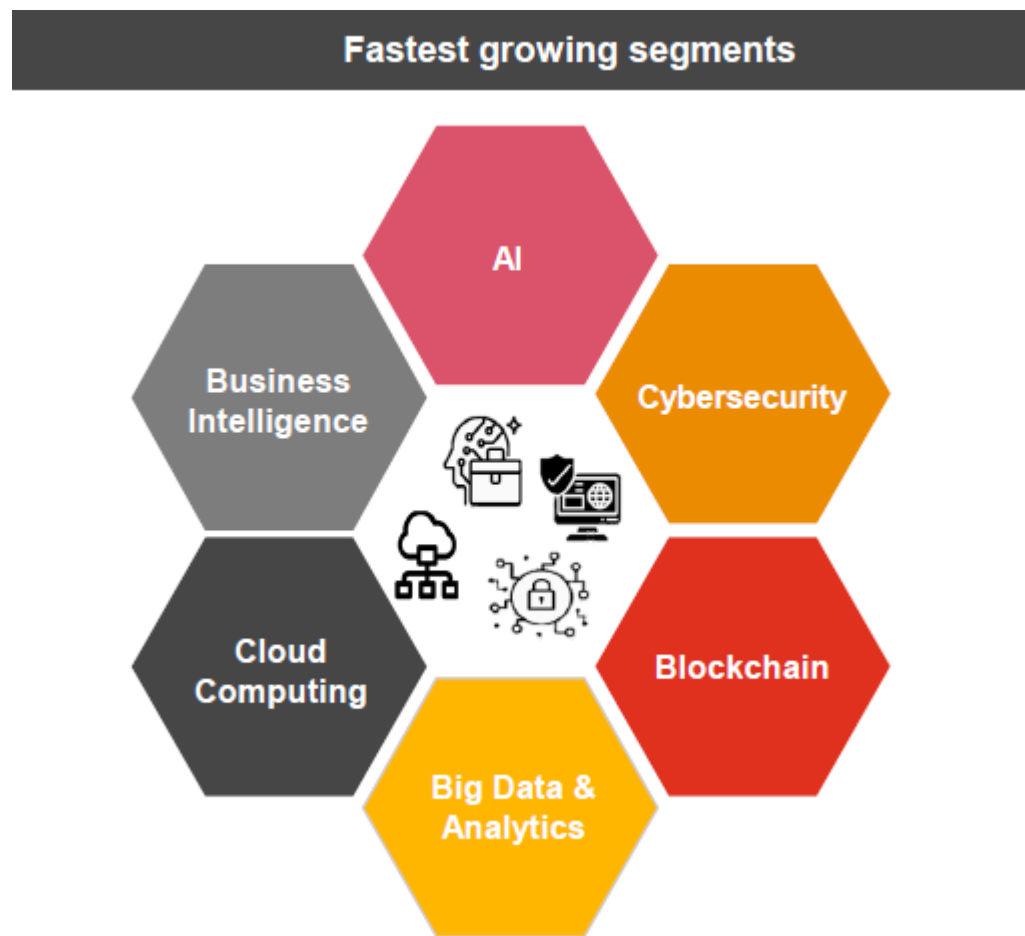 Fastest growing segments
AI
Cybersecurity
Business
Intelligence
Blockchain
Cloud
Computing
Big Data &
Analytics